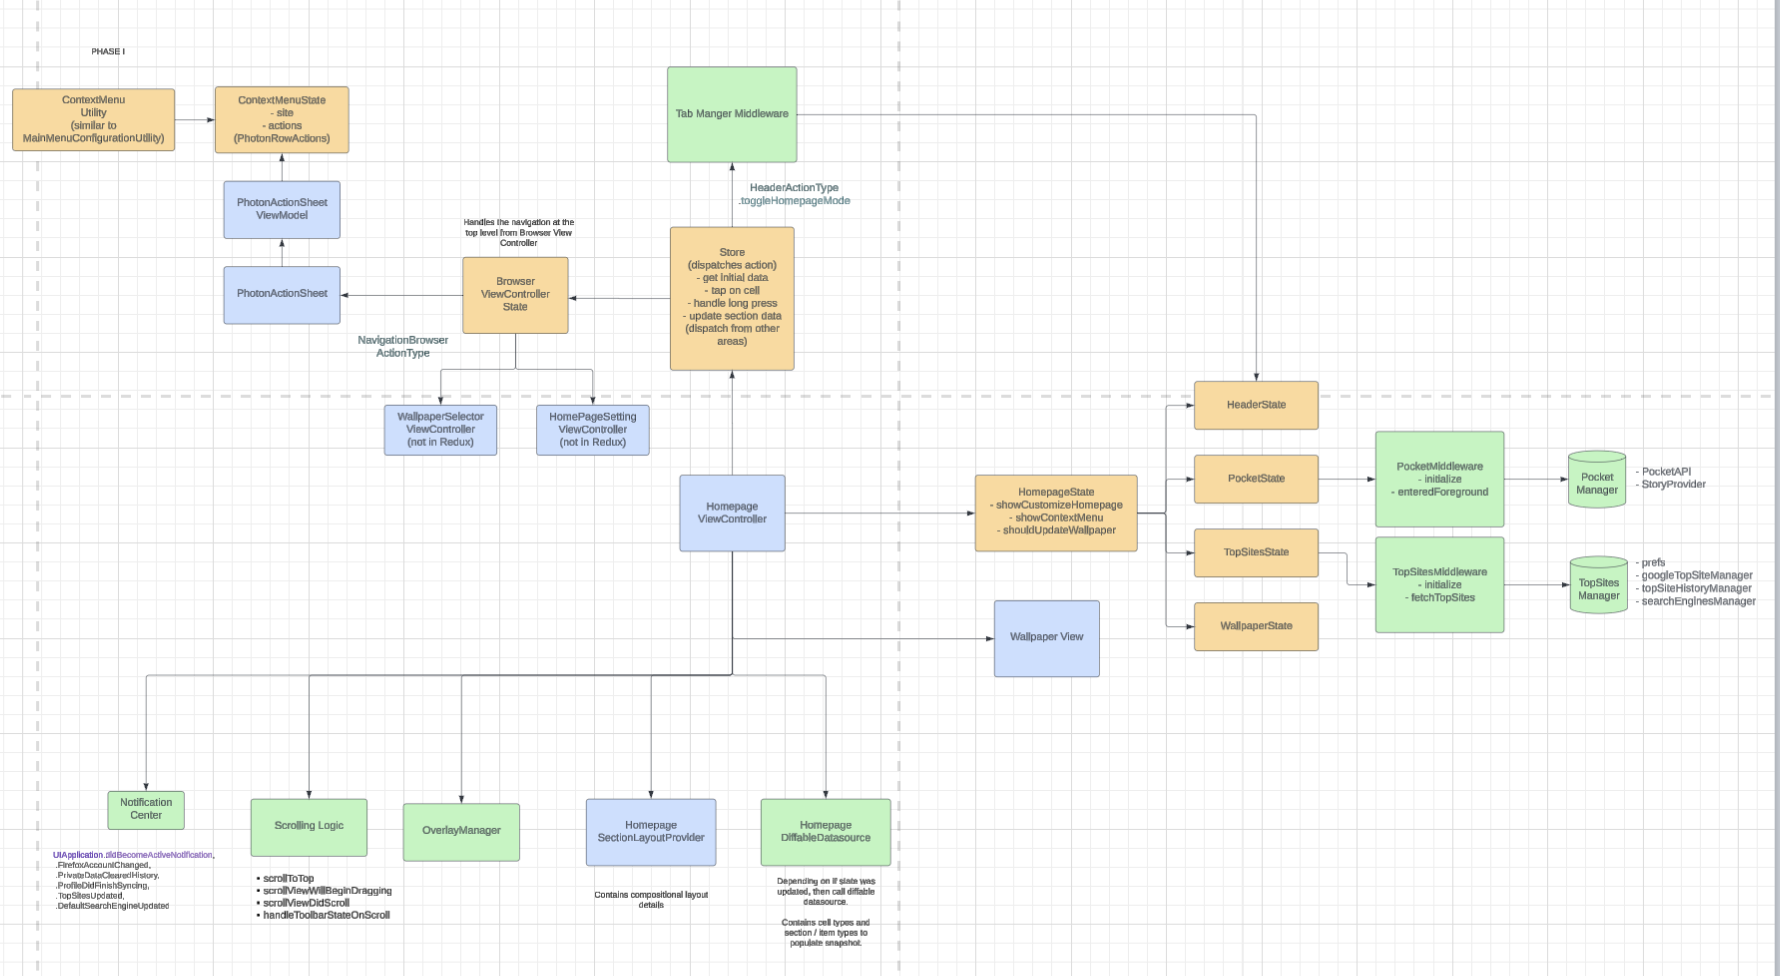 PHASE I
ContextMenu
Utility
(similar to
MainMenuConfigurationUtility)
ContextMenuState
- site
- actions
(PhotonRowActions)
PhotonActionSheet
ViewModel
PhotonActionSheet
Handles the navigation at the
top level from Browser View
Controller
Browser
ViewController
State
NavigationBrowser
ActionType
WallpaperSelector
ViewController
(not in Redux)
HomePageSetting
ViewController
(not in Redux)
Tab Manger Middleware
HeaderActionType
.toggleHomepageMode
Store
(dispatches action)
- get initial data
- tap on cell
- handle long press
- update section data
(dispatch from other
areas)
Homepage
ViewController
HomepageState
- showCustomizeHomepage
- showContextMenu
- shouldUpdateWallpaper
HeaderState
PocketState
TopSitesState
WallpaperState
PocketMiddleware
- initialize
- enteredForeground
TopSitesMiddleware
- initialize
- fetchTopSites
Pocket
Manager
- PocketAPI
- StoryProvider
TopSites
Manager
- prefs
- googleTopSiteManager
- topSiteHistoryManager
- searchEnginesManager
Wallpaper View
Notification
Center
UIApplication.didBecomeActiveNotification,
.FirefoxAccountChanged,
.PrivateDataClearedHistory,
.ProfileDidFinishSyncing,
.TopSitesUpdated,
.DefaultSearchEngineUpdated
Scrolling Logic
• scrollToTop
• scrollViewWillBeginDragging
• scrollViewDidScroll
• handleToolbarStateOnScroll
OverlayManager
Homepage
SectionLayoutProvider
Contains compositional layout
details
Homepage
DiffableDatasource
Depending on if state was
updated, then call diffable
datasource.
Contains cell types and
section / item types to
populate snapshot.